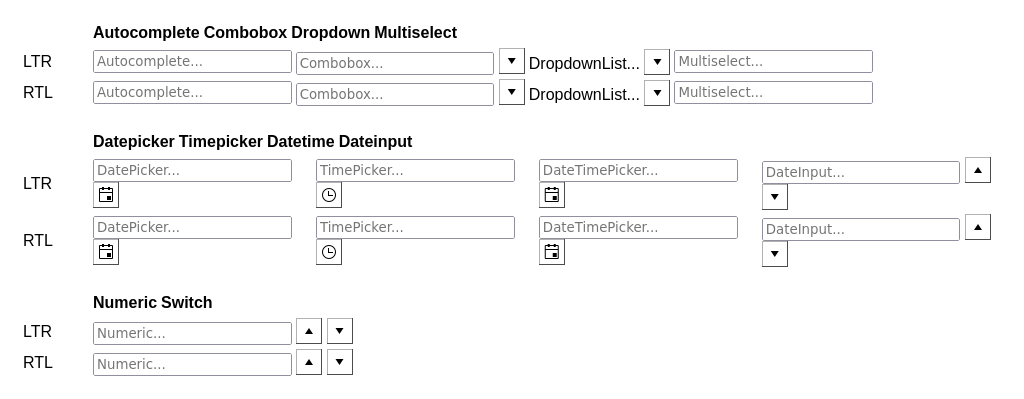 Autocomplete Combobox Dropdown Multiselect
LTR Autocomplete... Combobox... DropdownList... Multiselect...
RTL Autocomplete... Combobox... DropdownList... Multiselect...
Datepicker Timepicker Datetime Dateinput
LTR DatePicker... TimePicker... DateTimePicker... DateInput...
RTL DatePicker... TimePicker... DateTimePicker... DateInput...
Numeric Switch
LTR Numeric...
RTL Numeric...